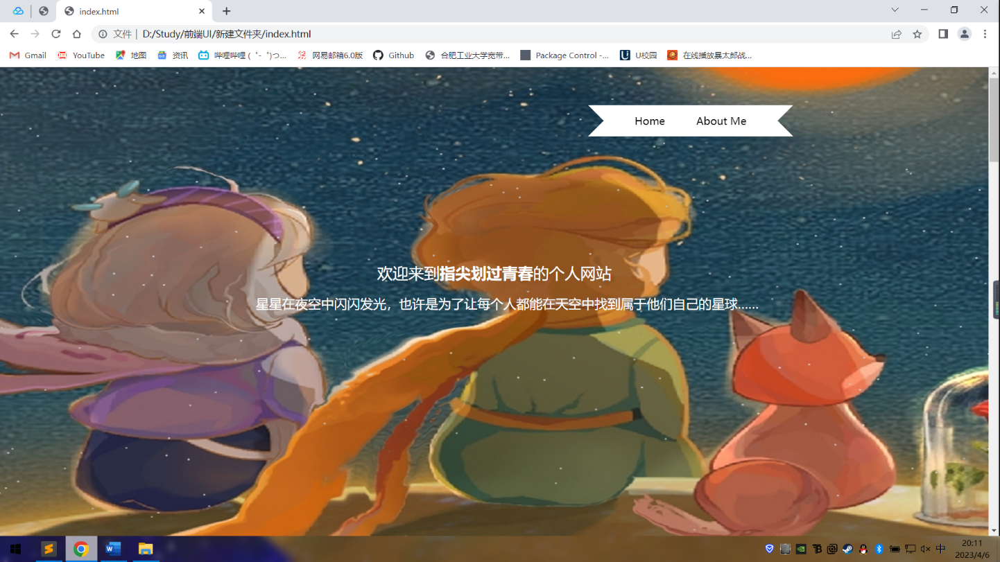 index.html
文件 | D:/Study/前端UI/新建文件夹/index.html
Gmail YouTube 地图 资讯 哔哩哔哩 (゜-゜)つ... 网易邮箱6.0版 Github 合肥工业大学宽带... Package Control -... U校园 在线播放暴太郎战...
Home About Me
欢迎来到指尖划过青春的个人网站
星星在夜空中闪闪发光，也许是为了让每个人都能在天空中找到属于他们自己的星球......
中
20:11
2023/4/6